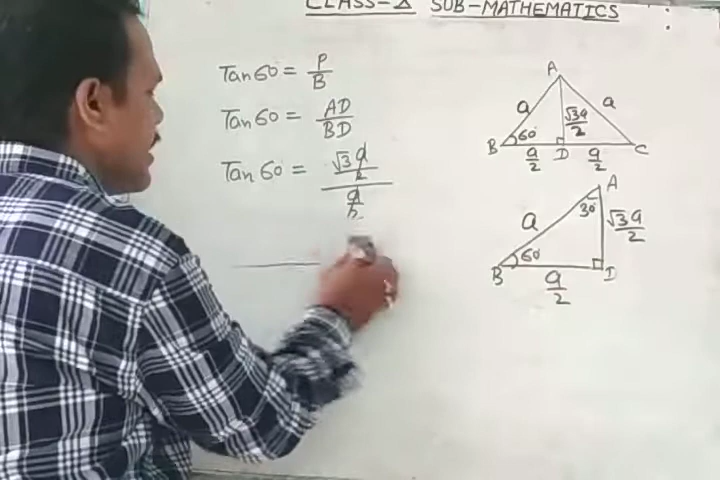 CLASS-X SUB-MATHEMATICS
Tan 60° = P/B
Tan 60° = AD/BD
Tan 60° = (√3 a/2)/(a/2)
A
a √3a/2 a
B 60° D C
a/2 a/2
A
a 30° √3a/2
B 60° D
a/2